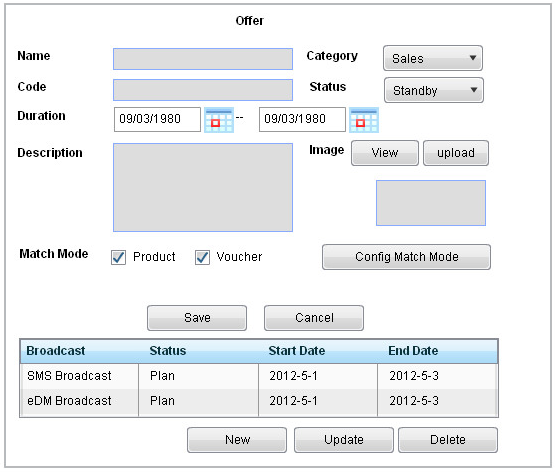 Offer
Name Category Sales
Code Status Standby
Duration 09/03/1980 -- 09/03/1980
Description Image View upload
Match Mode Product Voucher Config Match Mode
Save Cancel
Broadcast Status Start Date End Date
SMS Broadcast Plan 2012-5-1 2012-5-3
eDM Broadcast Plan 2012-5-1 2012-5-3
New Update Delete